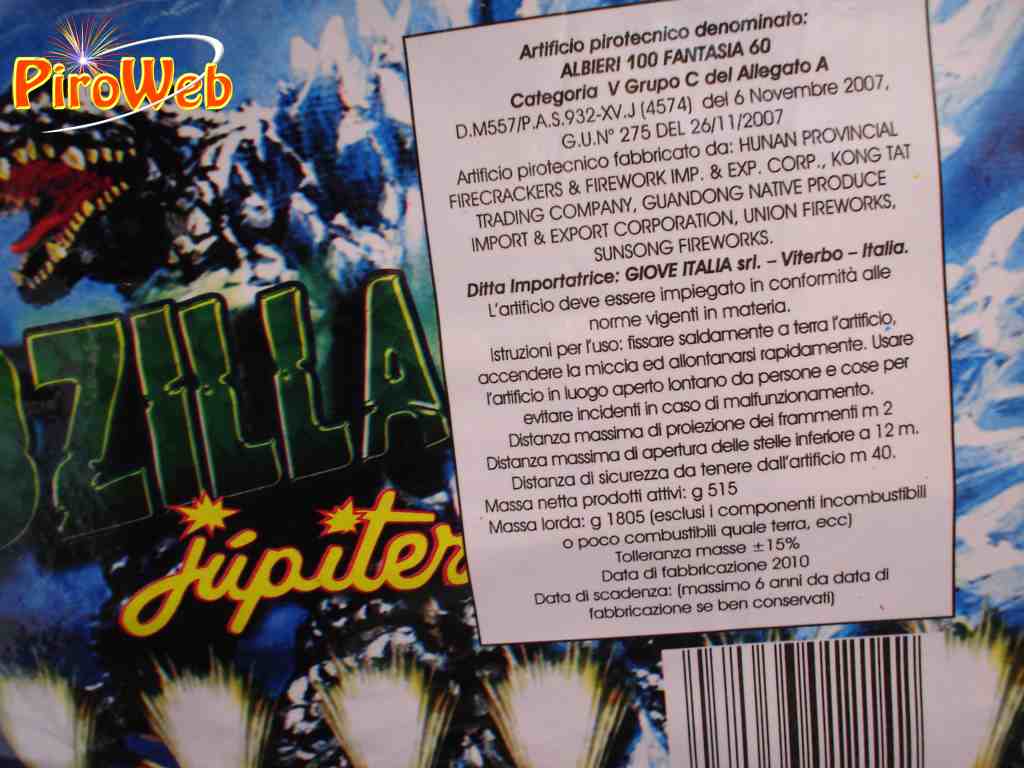 PiroWeb
Artificio pirotecnico denominato:
ALBIERI 100 FANTASIA 60
Categoria V Grupo C del Allegato A
D.M557/P.A.S.932-XV.J (4574) del 6 Novembre 2007,
G.U.N° 275 DEL 26/11/2007
Artificio pirotecnico fabbricato da: HUNAN PROVINCIAL
FIRECRACKERS & FIREWORK IMP. & EXP. CORP., KONG TAT
TRADING COMPANY, GUANDONG NATIVE PRODUCE
IMPORT & EXPORT CORPORATION, UNION FIREWORKS,
SUNSONG FIREWORKS.
Ditta Importatrice: GIOVE ITALIA srl. – Viterbo – Italia.
L'artificio deve essere impiegato in conformità alle
norme vigenti in materia.
Istruzioni per l'uso: fissare saldamente a terra l'artificio,
accendere la miccia ed allontanarsi rapidamente. Usare
l'artificio in luogo aperto lontano da persone e cose per
evitare incidenti in caso di malfunzionamento.
Distanza massima di proiezione dei frammenti m 2
Distanza massima di apertura delle stelle inferiore a 12 m.
Distanza di sicurezza da tenere dall'artificio m 40.
Massa netta prodotti attivi: g 515
Massa lorda: g 1805 (esclusi i componenti incombustibili
o poco combustibili quale terra, ecc)
Tolleranza masse ±15%
Data di fabbricazione 2010
Data di scadenza: (massimo 6 anni da data di
fabbricazione se ben conservati)
ZILLA
júpiter